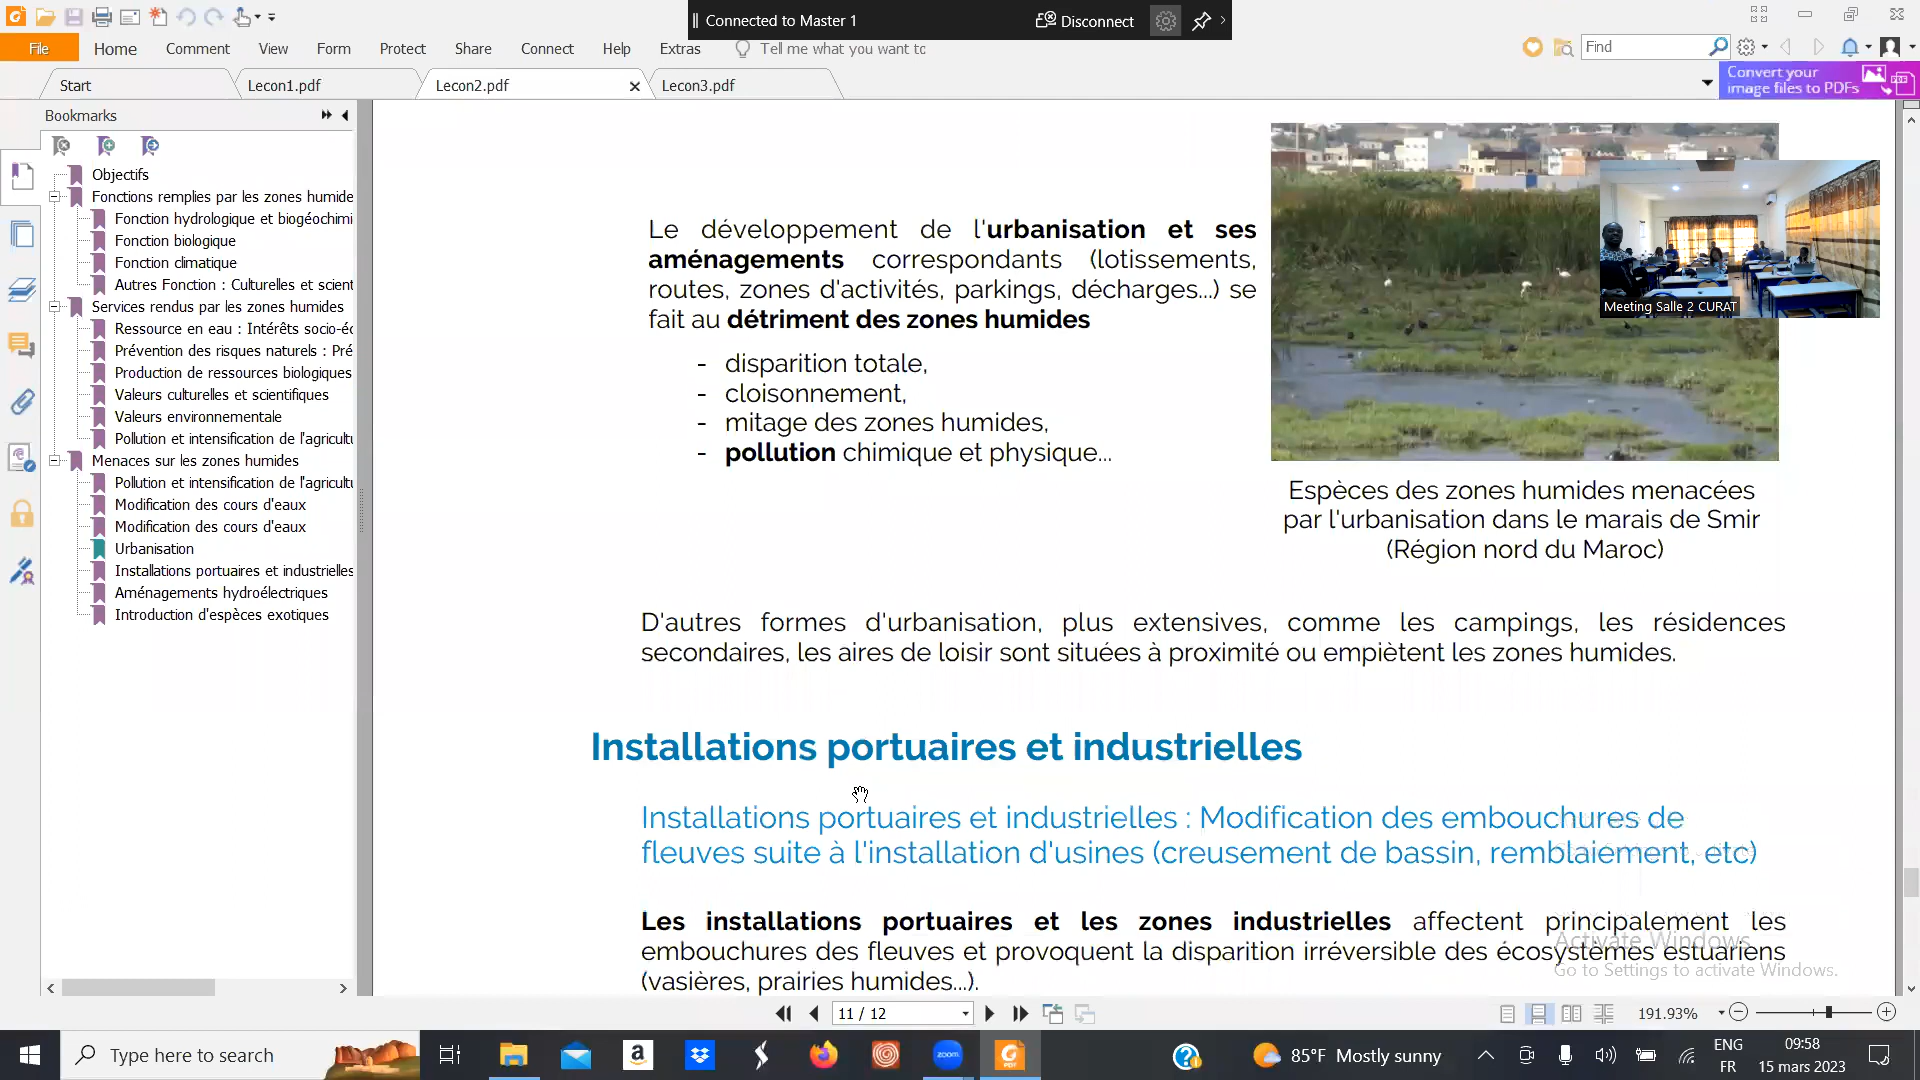 Connected to Master 1
Disconnect
File Home Comment View Form Protect Share Connect Help Extras Tell me what you want to
Find
Start Lecon1.pdf Lecon2.pdf Lecon3.pdf
Convert your
image files to PDFs
Bookmarks
Objectifs
Fonctions remplies par les zones humide
Fonction hydrologique et biogéochimi
Fonction biologique
Fonction climatique
Autres Fonction : Culturelles et scient
Services rendus par les zones humides
Ressource en eau : Intérêts socio-éc
Prévention des risques naturels : Pré
Production de ressources biologiques
Valeurs culturelles et scientifiques
Valeurs environnementale
Pollution et intensification de l'agricultu
Menaces sur les zones humides
Pollution et intensification de l'agricultu
Modification des cours d'eaux
Modification des cours d'eaux
Urbanisation
Installations portuaires et industrielles
Aménagements hydroélectriques
Introduction d'espèces exotiques
Le développement de l'urbanisation et ses
aménagements correspondants (lotissements,
routes, zones d'activités, parkings, décharges...) se
fait au détriment des zones humides
- disparition totale,
- cloisonnement,
- mitage des zones humides,
- pollution chimique et physique...
Meeting Salle 2 CURAT
Espèces des zones humides menacées
par l'urbanisation dans le marais de Smir
(Région nord du Maroc)
D'autres formes d'urbanisation, plus extensives, comme les campings, les résidences
secondaires, les aires de loisir sont situées à proximité ou empiètent les zones humides.
Installations portuaires et industrielles
Installations portuaires et industrielles : Modification des embouchures de
fleuves suite à l'installation d'usines (creusement de bassin, remblaiement, etc)
Les installations portuaires et les zones industrielles affectent principalement les
embouchures des fleuves et provoquent la disparition irréversible des écosystèmes estuariens
(vasières, prairies humides...).
Activate Windows
Go to Settings to activate Windows.
11 / 12
191.93%
Type here to search
a
zoom
PDF
85°F Mostly sunny
ENG
FR
09:58
15 mars 2023